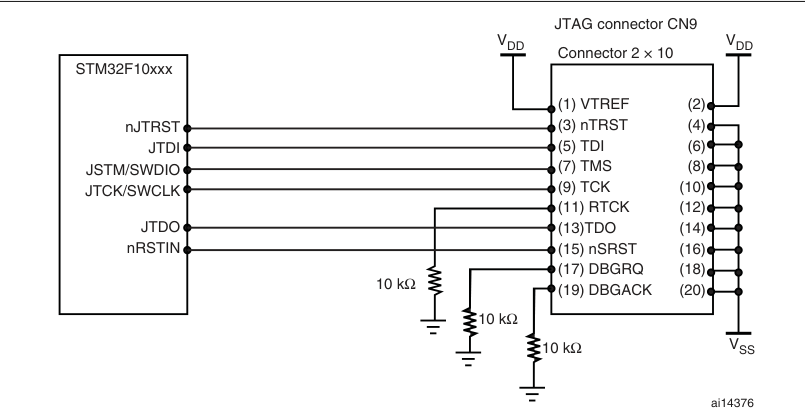 JTAG connector CN9
VDD
VDD
Connector 2 × 10
STM32F10xxx
(1) VTREF (2)
nJTRST (3) nTRST (4)
JTDI (5) TDI (6)
JSTM/SWDIO (7) TMS (8)
JTCK/SWCLK (9) TCK (10)
(11) RTCK (12)
JTDO (13)TDO (14)
nRSTIN (15) nSRST (16)
(17) DBGRQ (18)
10 kΩ
(19) DBGACK (20)
10 kΩ
10 kΩ
VSS
ai14376